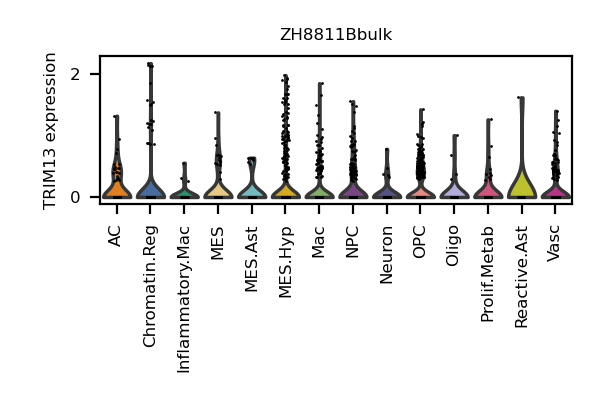 ZH8811Bbulk
TRIM13 expression
2
0
AC
Chromatin.Reg
Inflammatory.Mac
MES
MES.Ast
MES.Hyp
Mac
NPC
Neuron
OPC
Oligo
Prolif.Metab
Reactive.Ast
Vasc